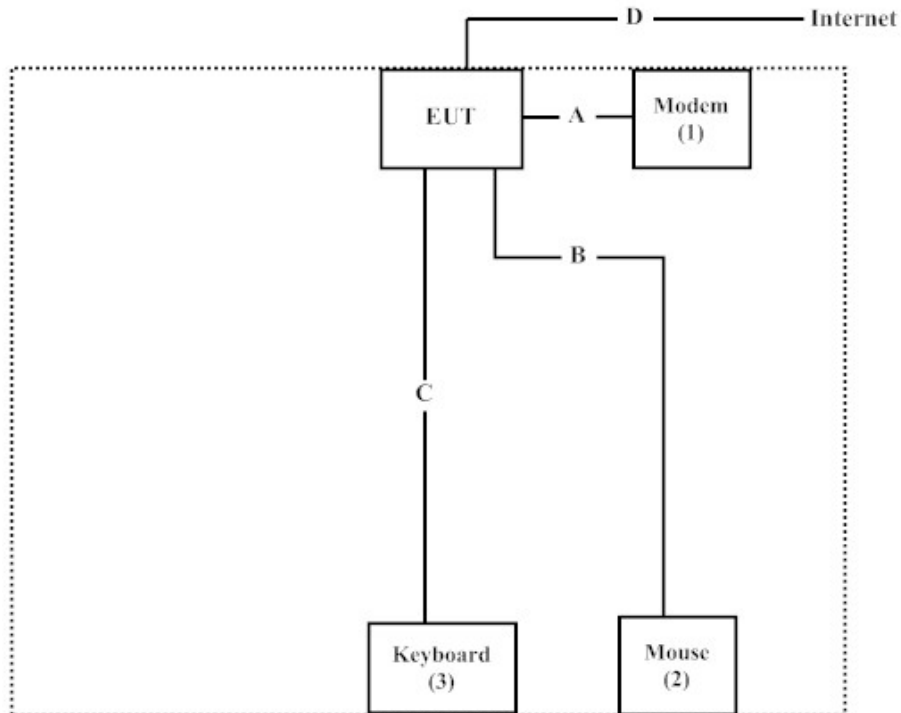 D
Internet
EUT
A
Modem
(1)
B
C
Keyboard
(3)
Mouse
(2)